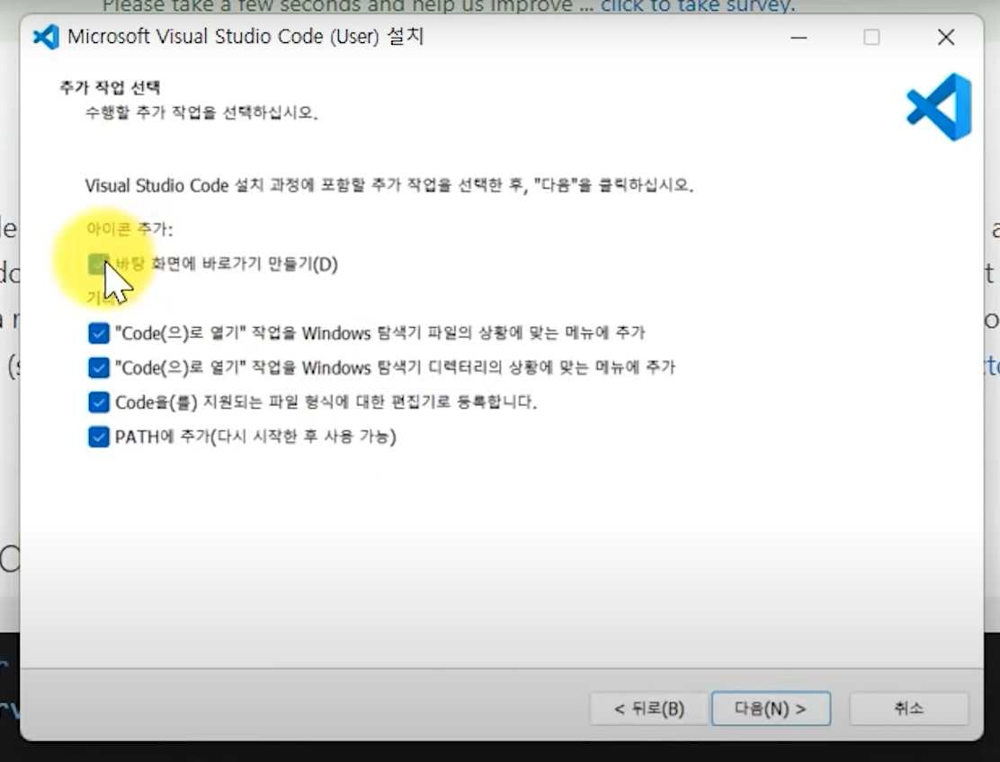 Please take a few seconds and help us improve ... click to take survey.
Microsoft Visual Studio Code (User) 설치
추가 작업 선택
수행할 추가 작업을 선택하십시오.
Visual Studio Code 설치 과정에 포함할 추가 작업을 선택한 후, "다음"을 클릭하십시오.
아이콘 추가:
바탕 화면에 바로가기 만들기(D)
"Code(으)로 열기" 작업을 Windows 탐색기 파일의 상황에 맞는 메뉴에 추가
"Code(으)로 열기" 작업을 Windows 탐색기 디렉터리의 상황에 맞는 메뉴에 추가
Code을(를) 지원되는 파일 형식에 대한 편집기로 등록합니다.
PATH에 추가(다시 시작한 후 사용 가능)
< 뒤로(B)
다음(N) >
취소